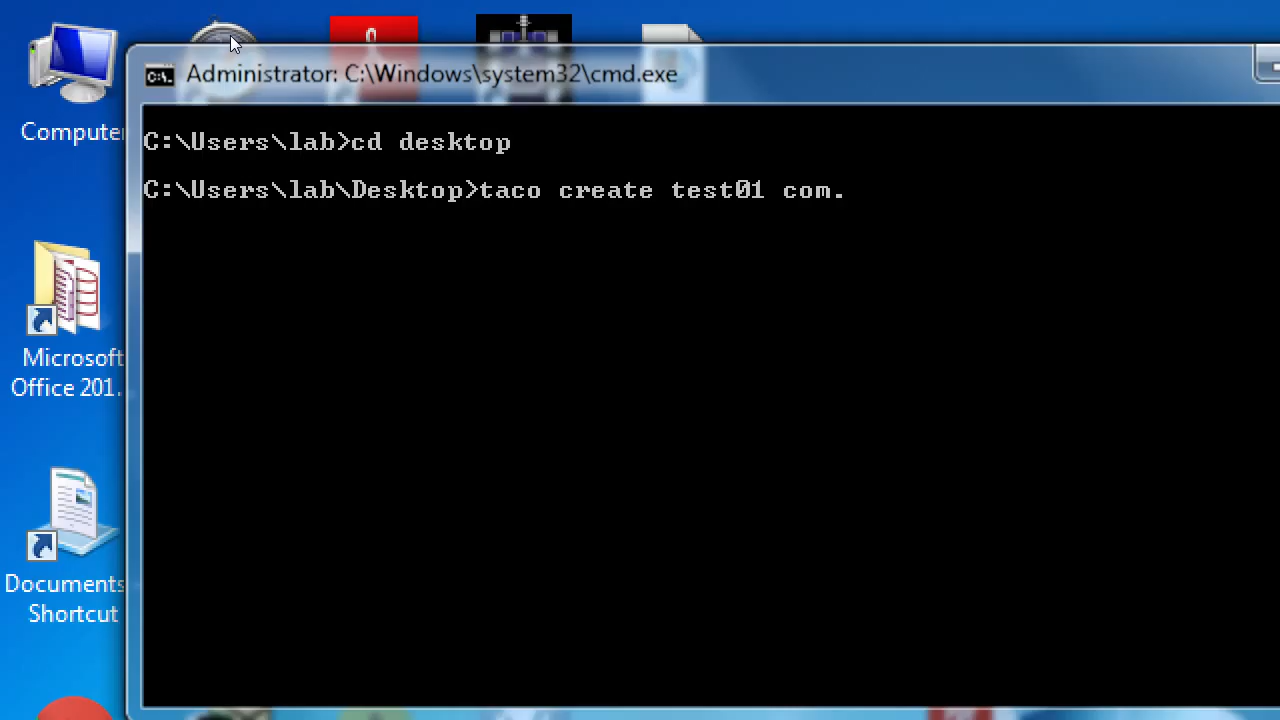 Administrator: C:\Windows\system32\cmd.exe
C:\.
Computer
C:\Users\lab>cd desktop
C:\Users\lab\Desktop>taco create test01 com.
Microsoft
Office 201...
Documents
Shortcut